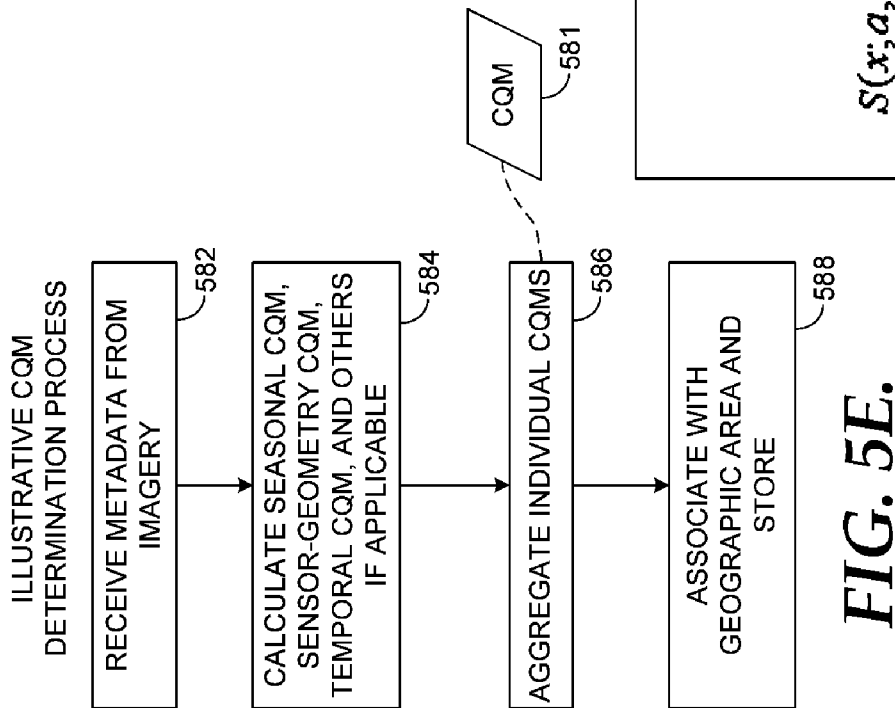 ILLUSTRATIVE CQM
DETERMINATION PROCESS
RECEIVE METADATA FROM
IMAGERY
582
CALCULATE SEASONAL CQM,
SENSOR-GEOMETRY CQM,
TEMPORAL CQM, AND OTHERS
IF APPLICABLE
584
AGGREGATE INDIVIDUAL CQMS
586
CQM
581
ASSOCIATE WITH
GEOGRAPHIC AREA AND
STORE
588
FIG. 5E.
S(x;a,